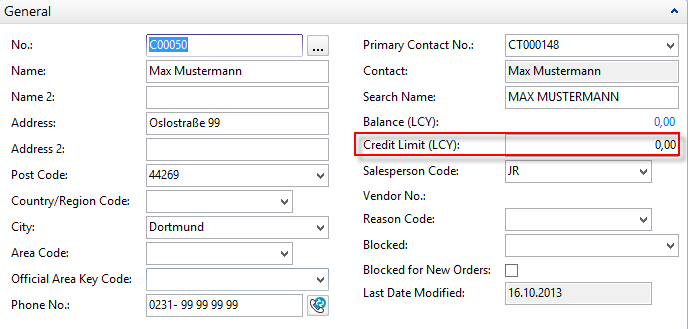 General
No.: C00050 ...
Name: Max Mustermann
Name 2:
Address: Oslostraße 99
Address 2:
Post Code: 44269
Country/Region Code:
City: Dortmund
Area Code:
Official Area Key Code:
Phone No.: 0231- 99 99 99 99
Primary Contact No.: CT000148
Contact: Max Mustermann
Search Name: MAX MUSTERMANN
Balance (LCY): 0,00
Credit Limit (LCY): 0,00
Salesperson Code: JR
Vendor No.:
Reason Code:
Blocked:
Blocked for New Orders:
Last Date Modified: 16.10.2013